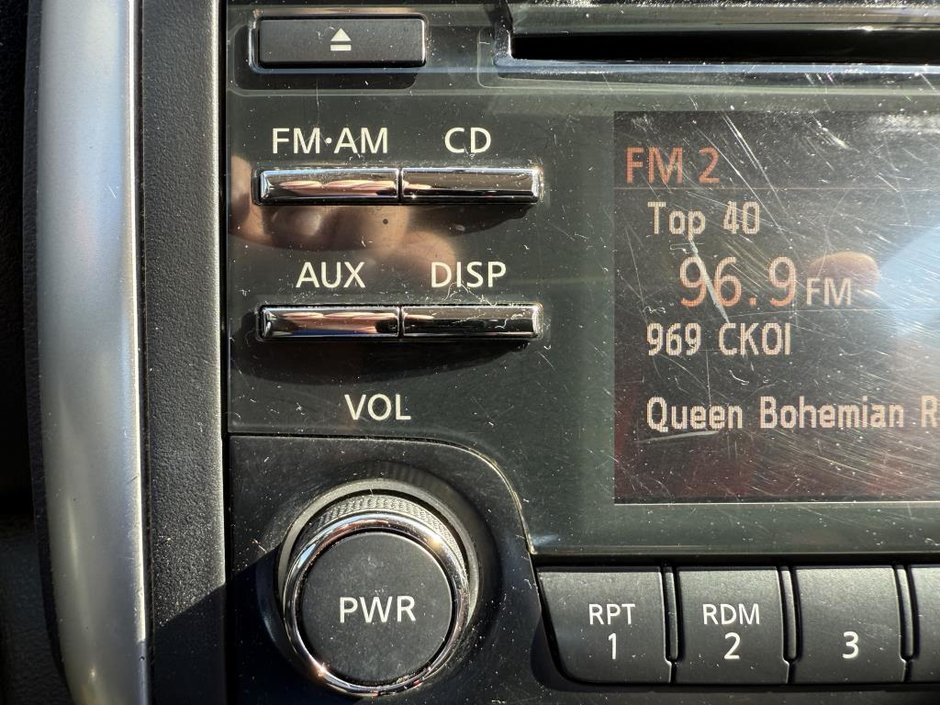 FM·AM CD
AUX DISP
VOL
PWR
FM 2
Top 40
96.9 FM
969 CKOI
Queen Bohemian R
RPT 1
RDM 2
3